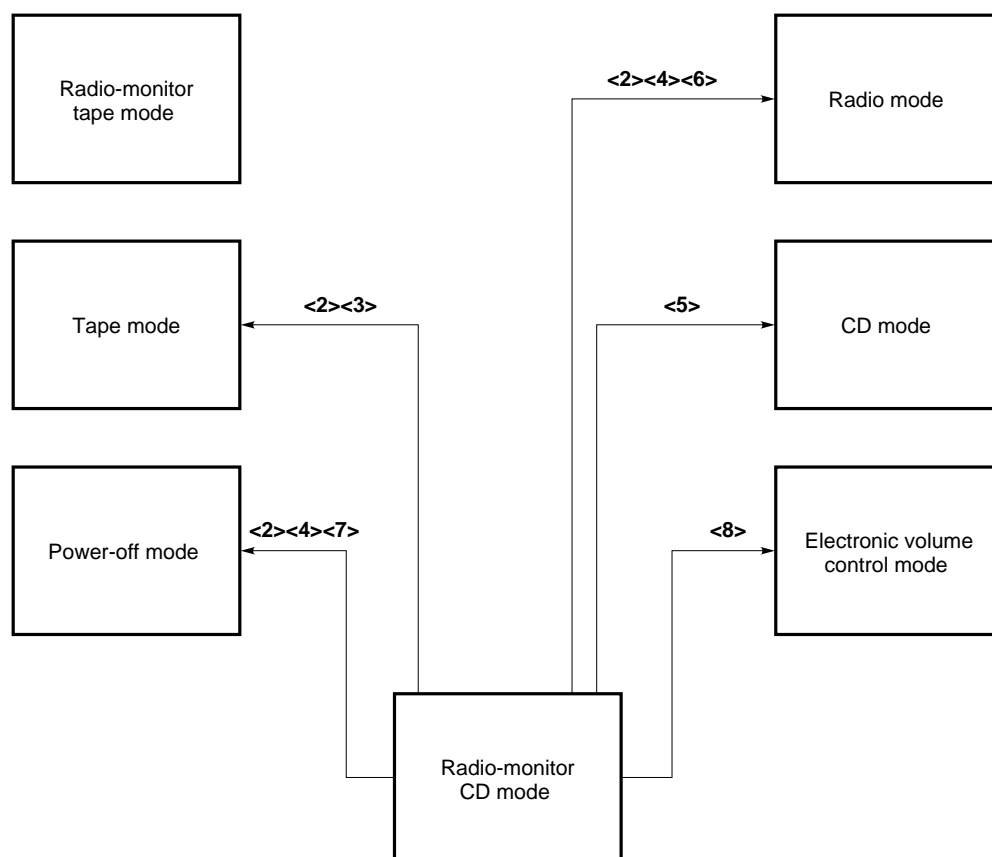 Radio-monitor
tape mode
<2><4><6>
Radio mode
Tape mode
<2><3>
<5>
CD mode
Power-off mode
<2><4><7>
<8>
Electronic volume
control mode
Radio-monitor
CD mode